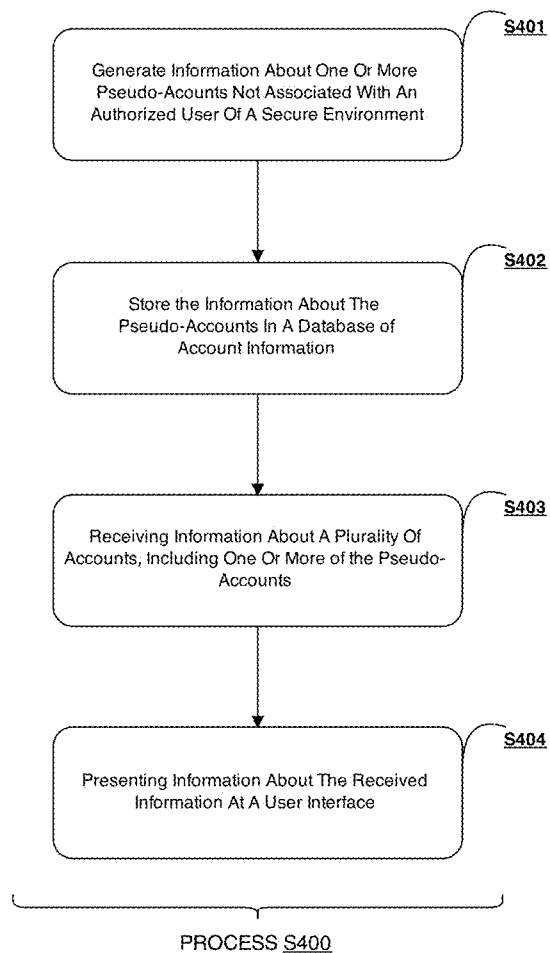 S401
Generate Information About One Or More
Pseudo-Acounts Not Associated With An
Authorized User Of A Secure Environment
S402
Store the Information About The
Pseudo-Accounts In A Database of
Account Information
S403
Receiving Information About A Plurality Of
Accounts, Including One Or More of the Pseudo-
Accounts
S404
Presenting Information About The Received
Information At A User Interface
PROCESS S400